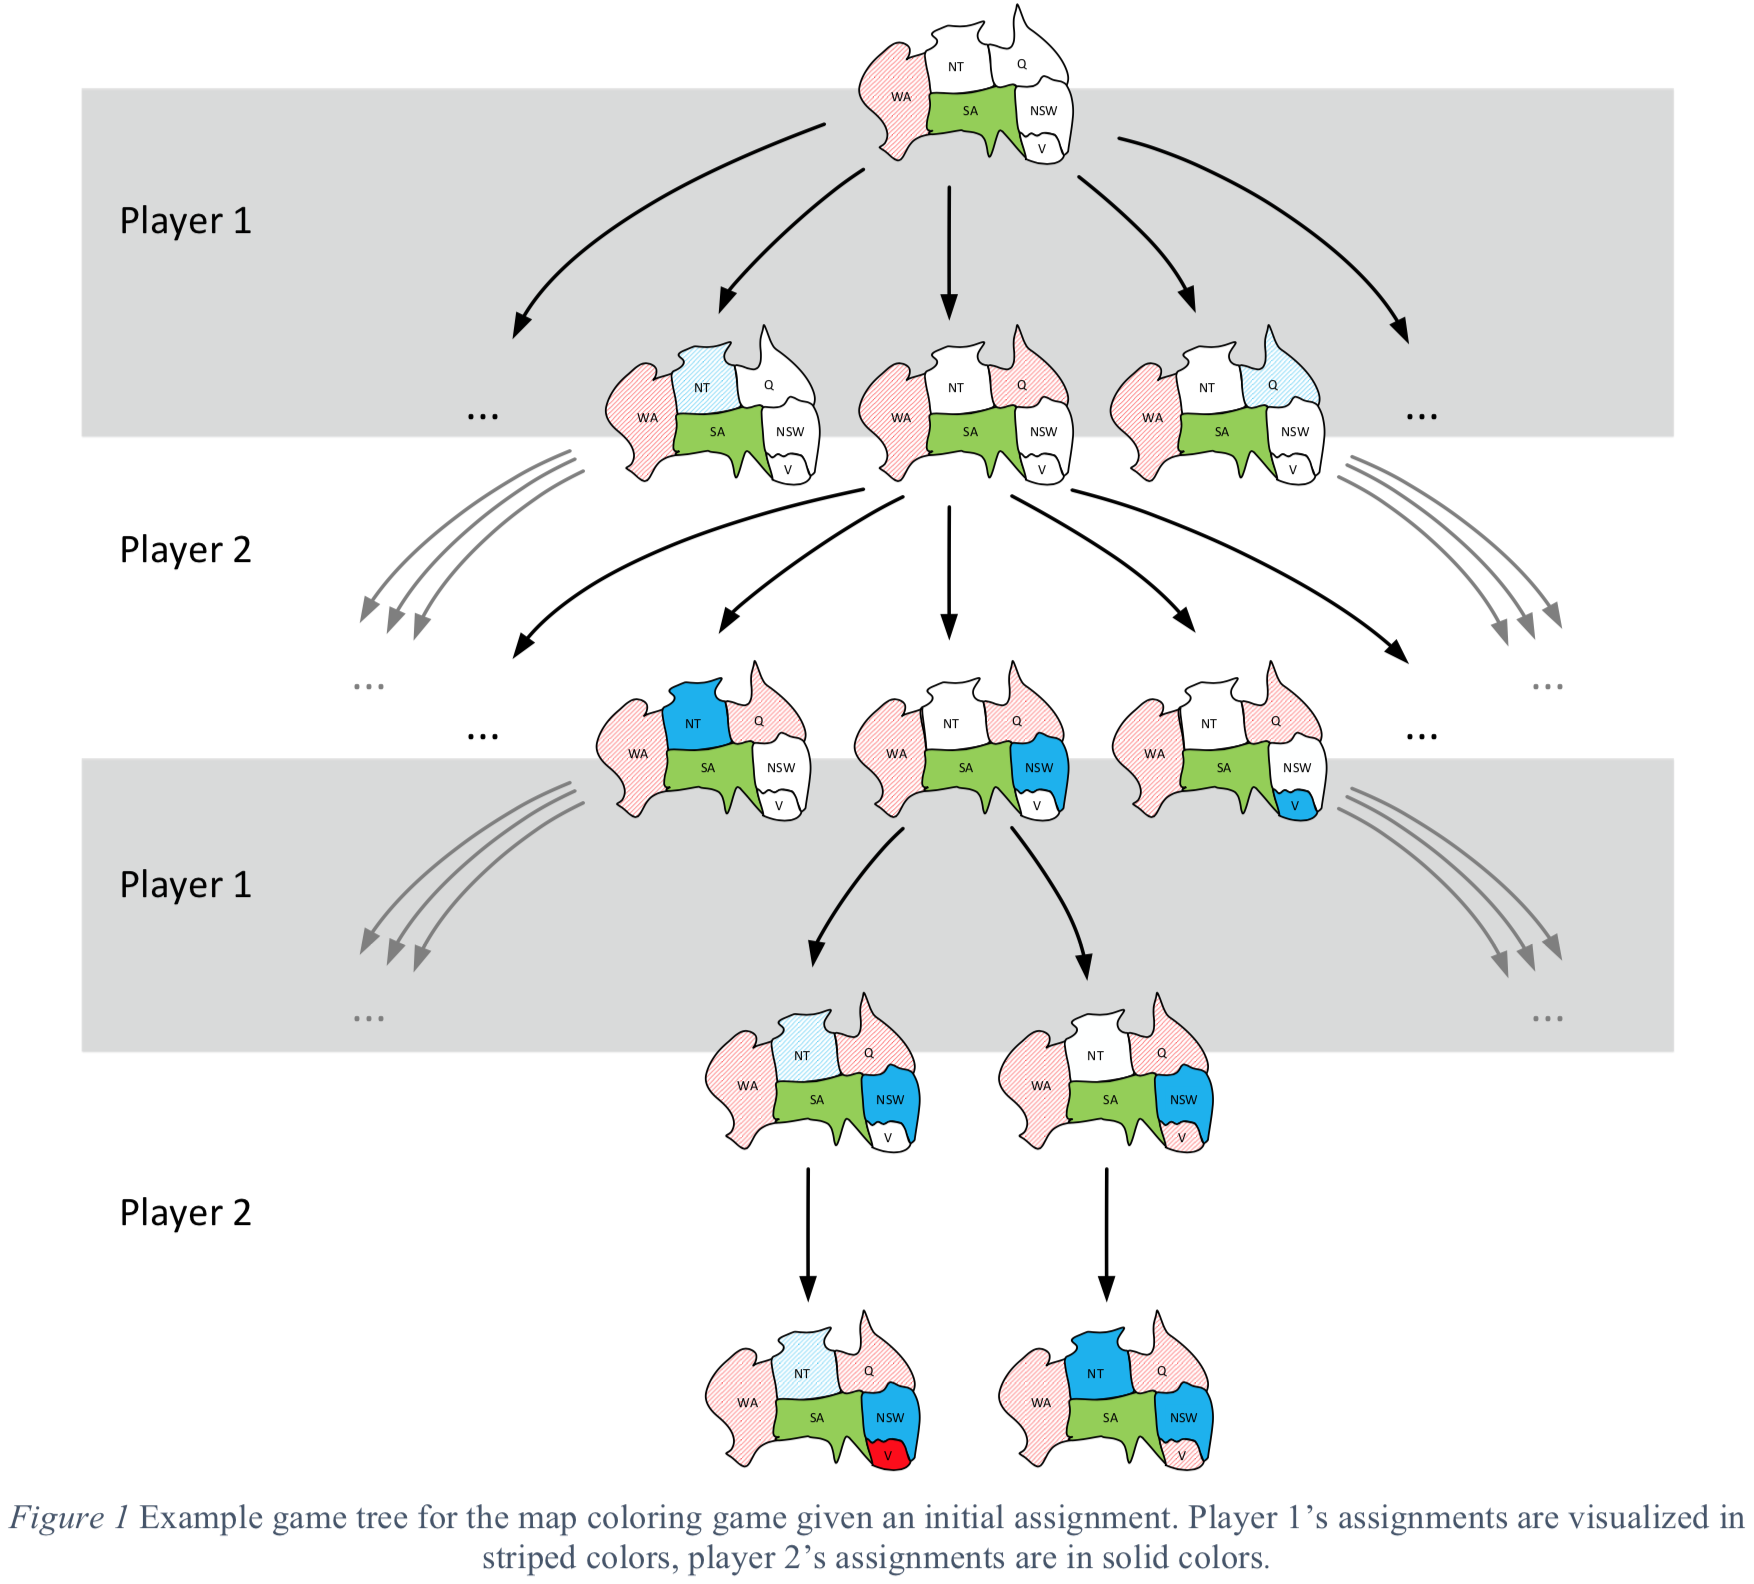 NT
Q
WA
SA
NSW
V
Player 1
NT
Q
WA
SA
NSW
V
NT
Q
WA
SA
NSW
V
NT
Q
WA
SA
NSW
V
...
...
Player 2
...
...
NT
Q
WA
SA
NSW
V
NT
Q
WA
SA
NSW
V
NT
Q
WA
SA
NSW
V
...
...
Player 1
...
...
NT
Q
WA
SA
NSW
V
NT
Q
WA
SA
NSW
V
Player 2
NT
Q
WA
SA
NSW
V
NT
Q
WA
SA
NSW
V
Figure 1 Example game tree for the map coloring game given an initial assignment. Player 1’s assignments are visualized in
striped colors, player 2’s assignments are in solid colors.